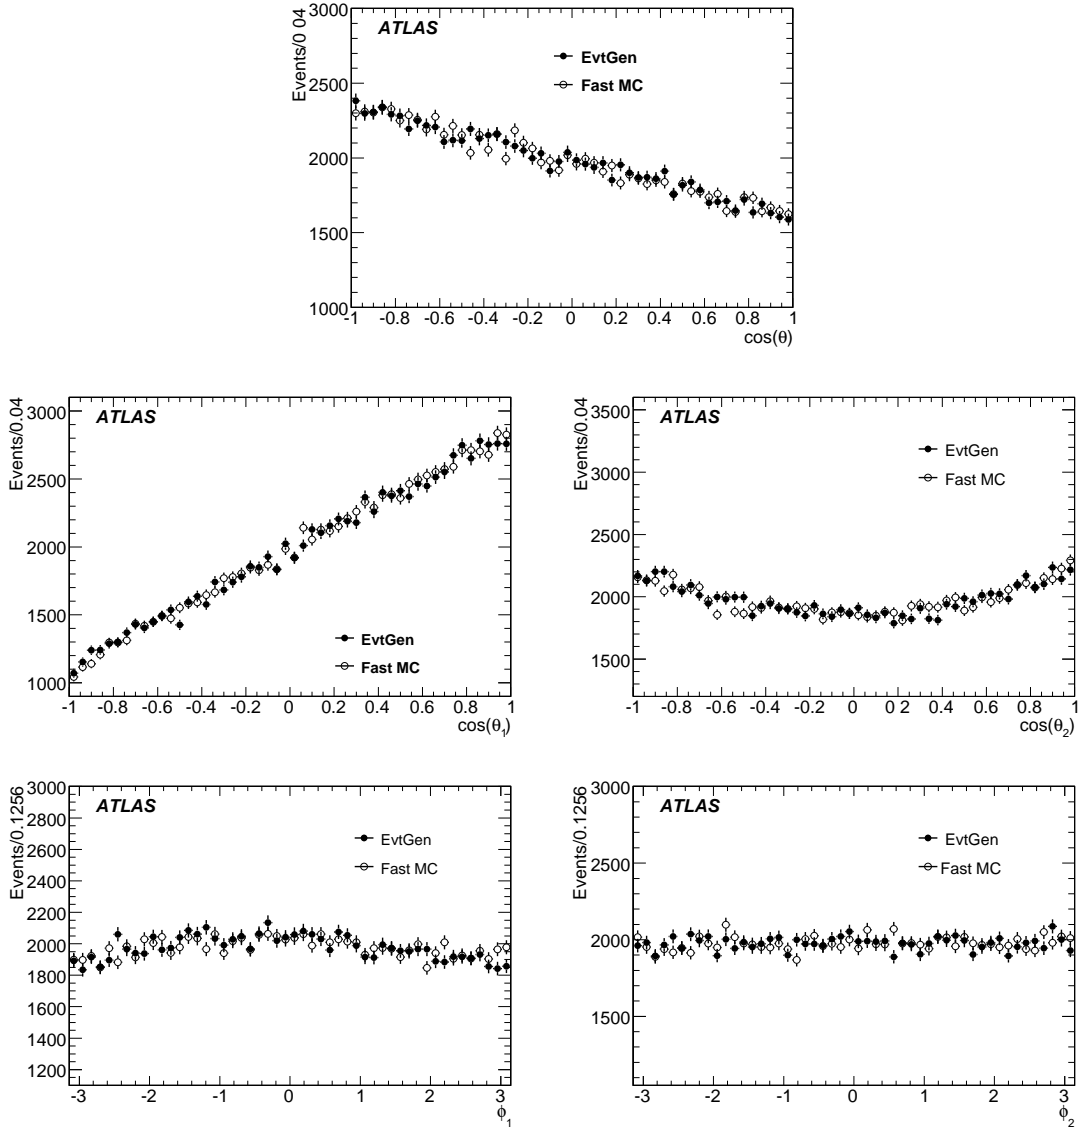 Events/0 04
3000
2500
2000
1500
1000
ATLAS
EvtGen
Fast MC
-1 -0.8 -0.6 -0.4 -0.2 0 0.2 0.4 0.6 0.8 1
cos(θ)
Events/0.04
3000
2500
2000
1500
1000
ATLAS
EvtGen
Fast MC
-1 -0.8 -0.6 -0.4 -0.2 0 0.2 0.4 0.6 0.8 1
cos(θ1)
Events/0.04
3500
3000
2500
2000
1500
ATLAS
EvtGen
Fast MC
-1 -0.8 -0.6 -0.4 -0.2 0 0 2 0.4 0.6 0.8 1
cos(θ2)
Events/0.1256
3000
2800
2600
2400
2200
2000
1800
1600
1400
1200
ATLAS
EvtGen
Fast MC
-3 -2 -1 0 1 2 3
ϕ1
Events/0.1256
3000
2500
2000
1500
ATLAS
EvtGen
Fast MC
-3 -2 -1 0 1 2 3
ϕ2